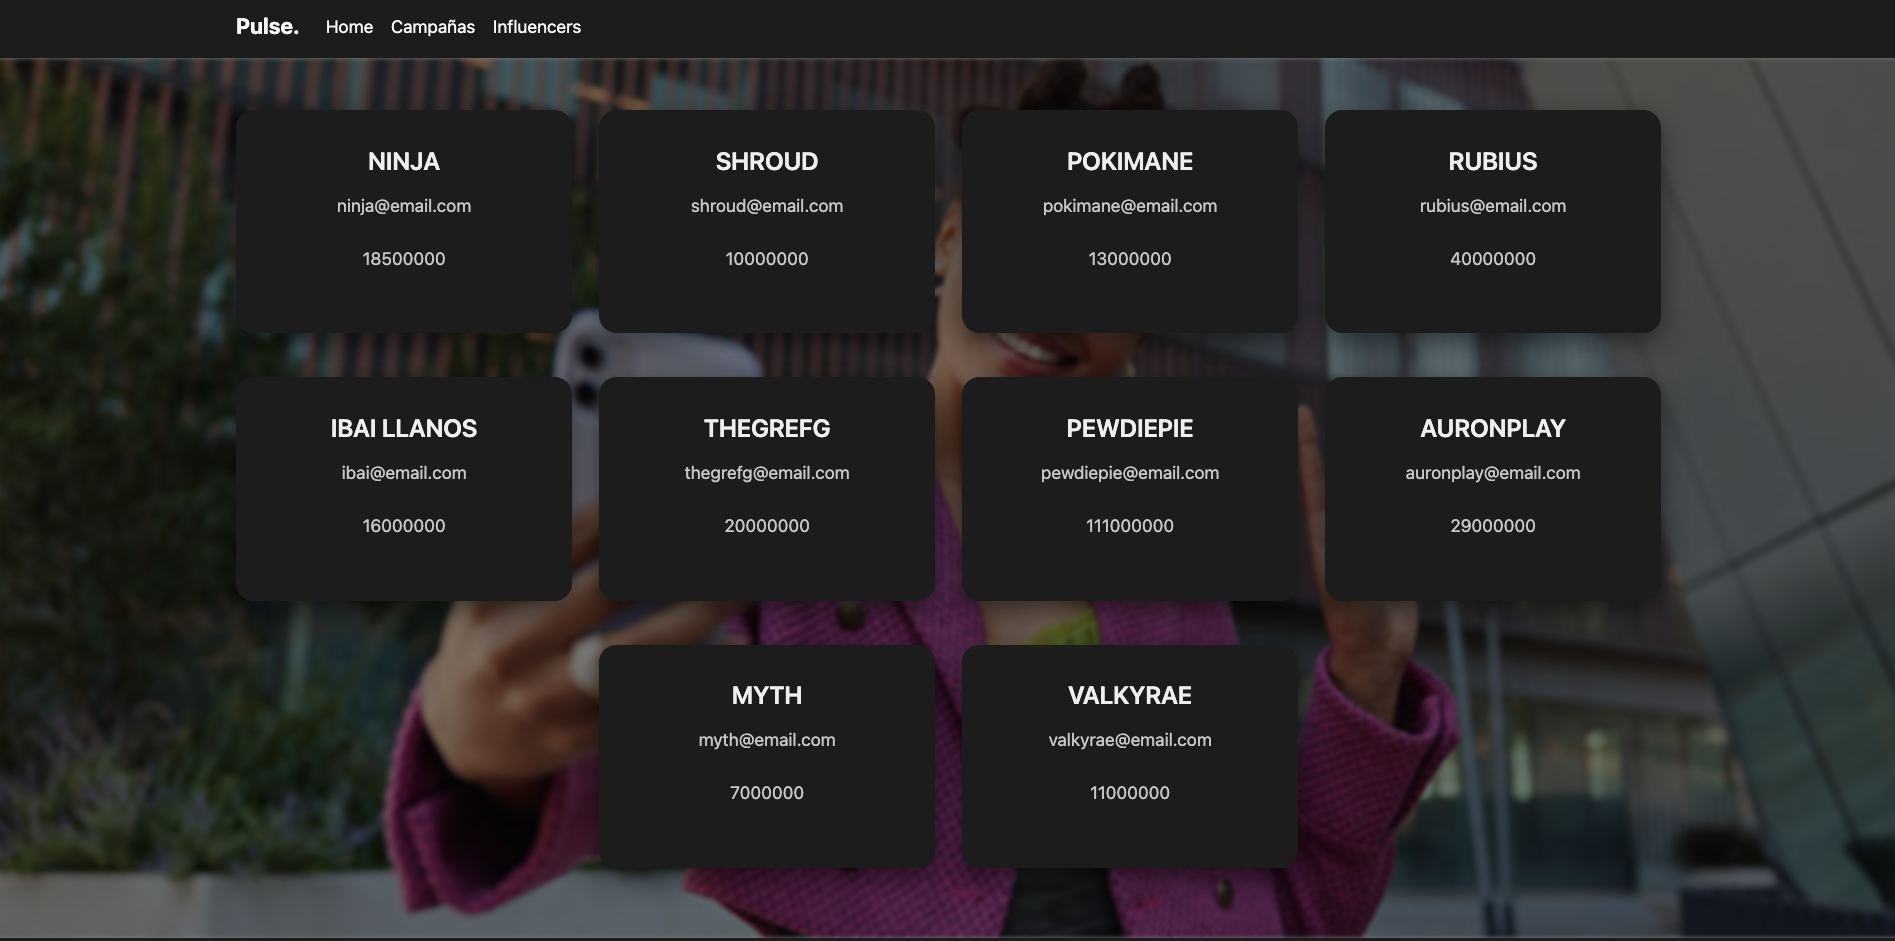 Pulse. Home Campañas Influencers
NINJA
ninja@email.com
18500000
SHROUD
shroud@email.com
10000000
POKIMANE
pokimane@email.com
13000000
RUBIUS
rubius@email.com
40000000
IBAI LLANOS
ibai@email.com
16000000
THEGREFG
thegrefg@email.com
20000000
PEWDIEPIE
pewdiepie@email.com
111000000
AURONPLAY
auronplay@email.com
29000000
MYTH
myth@email.com
7000000
VALKYRAE
valkyrae@email.com
11000000